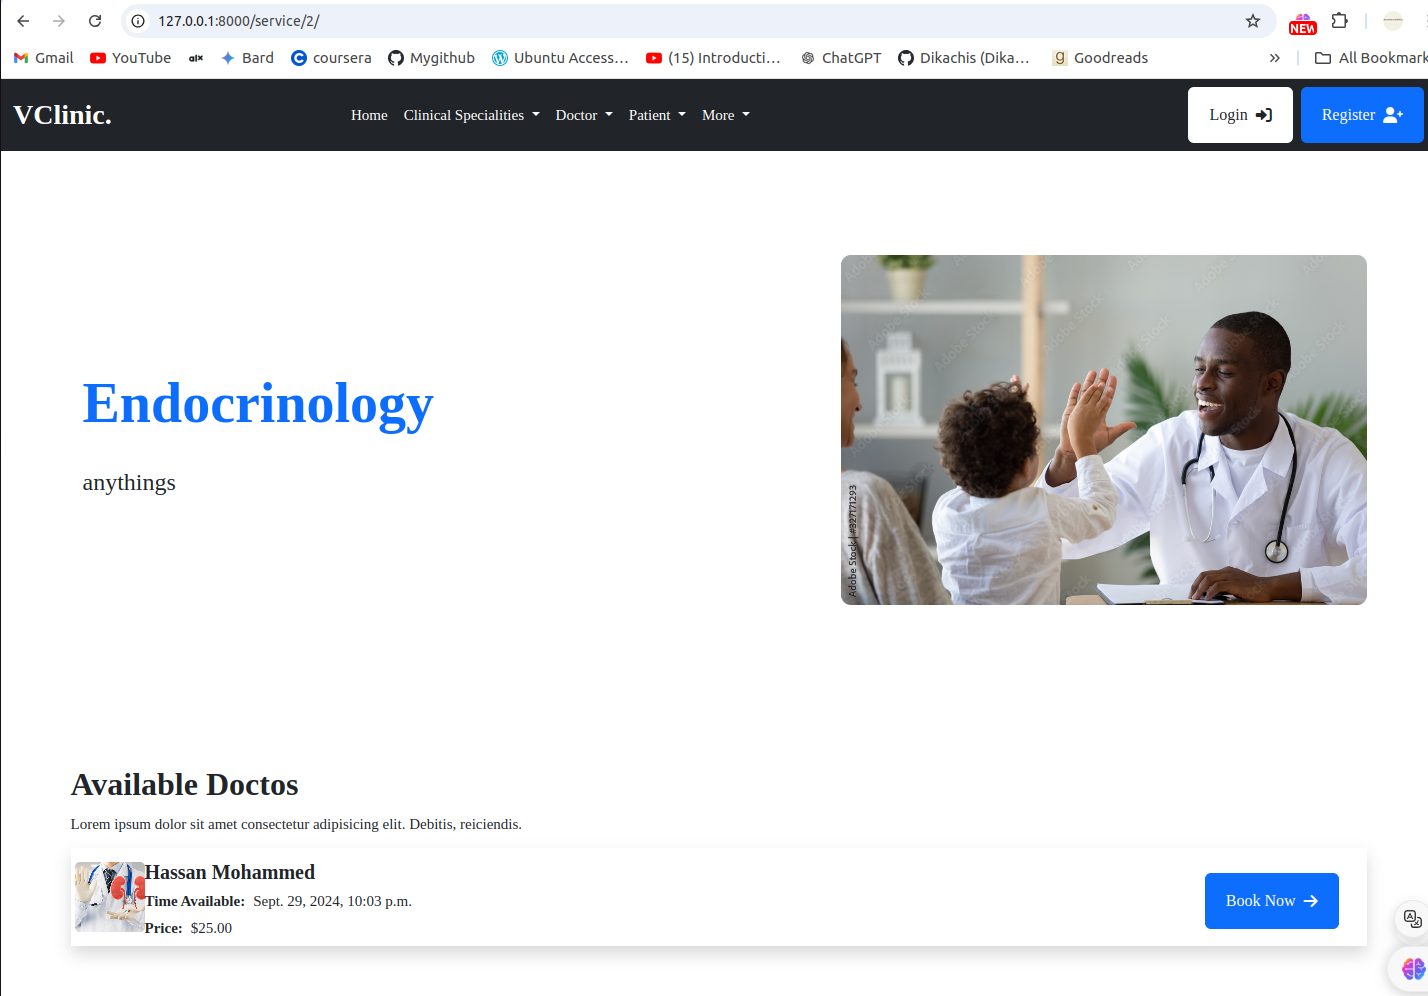 127.0.0.1:8000/service/2/
NEW
Gmail YouTube alx Bard coursera Mygithub Ubuntu Access... (15) Introducti... ChatGPT Dikachis (Dika... g Goodreads » All Bookmark
VClinic. Home Clinical Specialities Doctor Patient More Login Register
Adobe Stock
Adobe Stock | #327171293
Endocrinology
anythings
Available Doctos
Lorem ipsum dolor sit amet consectetur adipisicing elit. Debitis, reiciendis.
Hassan Mohammed
Time Available: Sept. 29, 2024, 10:03 p.m.
Price: $25.00
Book Now